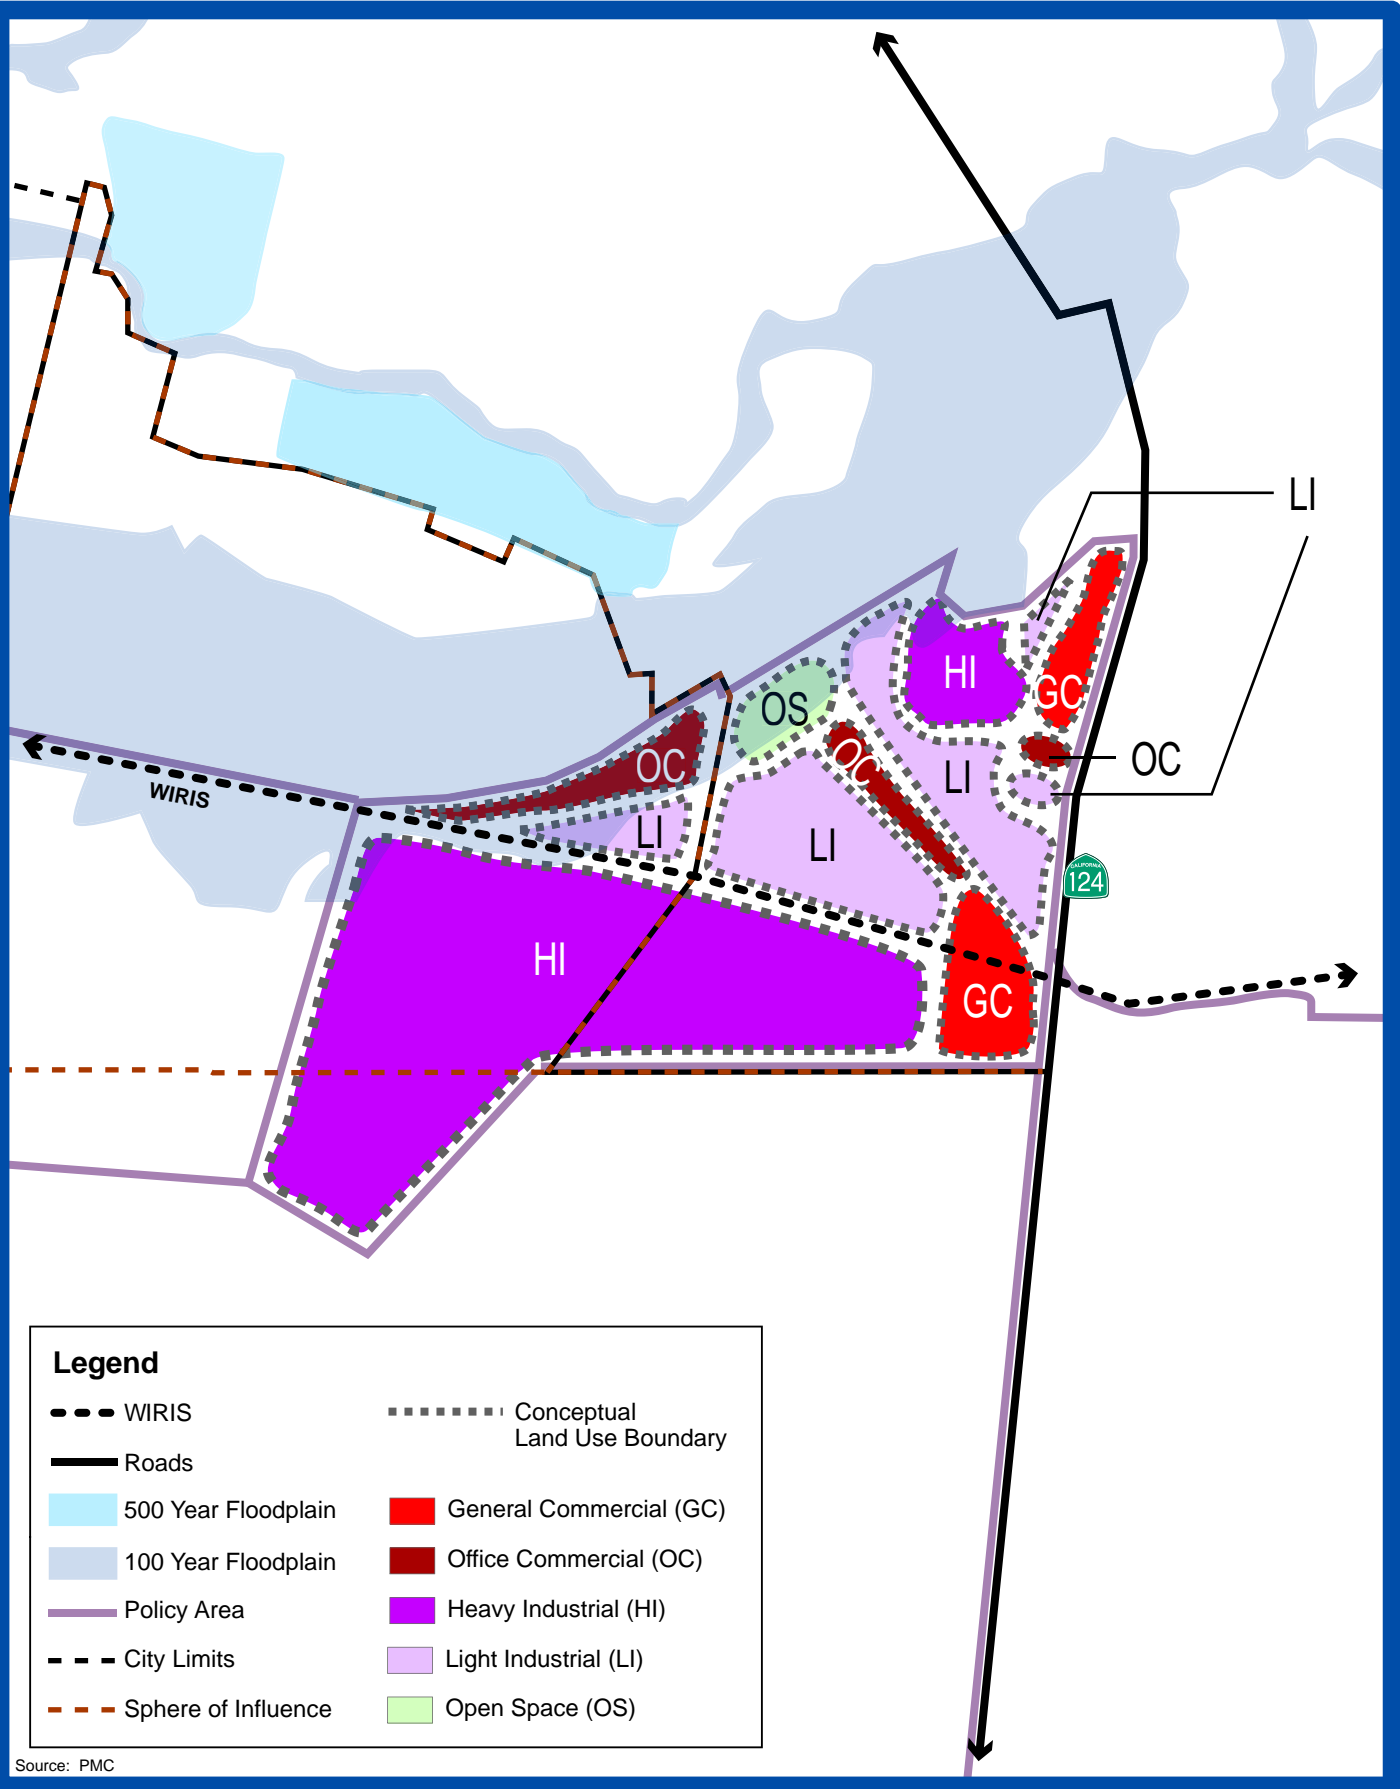 LI
HI
GC
OS
OC
OC
OC
LI
WIRIS
LI
LI
CALIFORNIA
124
HI
GC
Legend
WIRIS
Roads
500 Year Floodplain
100 Year Floodplain
Policy Area
City Limits
Sphere of Influence
Conceptual
Land Use Boundary
General Commercial (GC)
Office Commercial (OC)
Heavy Industrial (HI)
Light Industrial (LI)
Open Space (OS)
Source: PMC